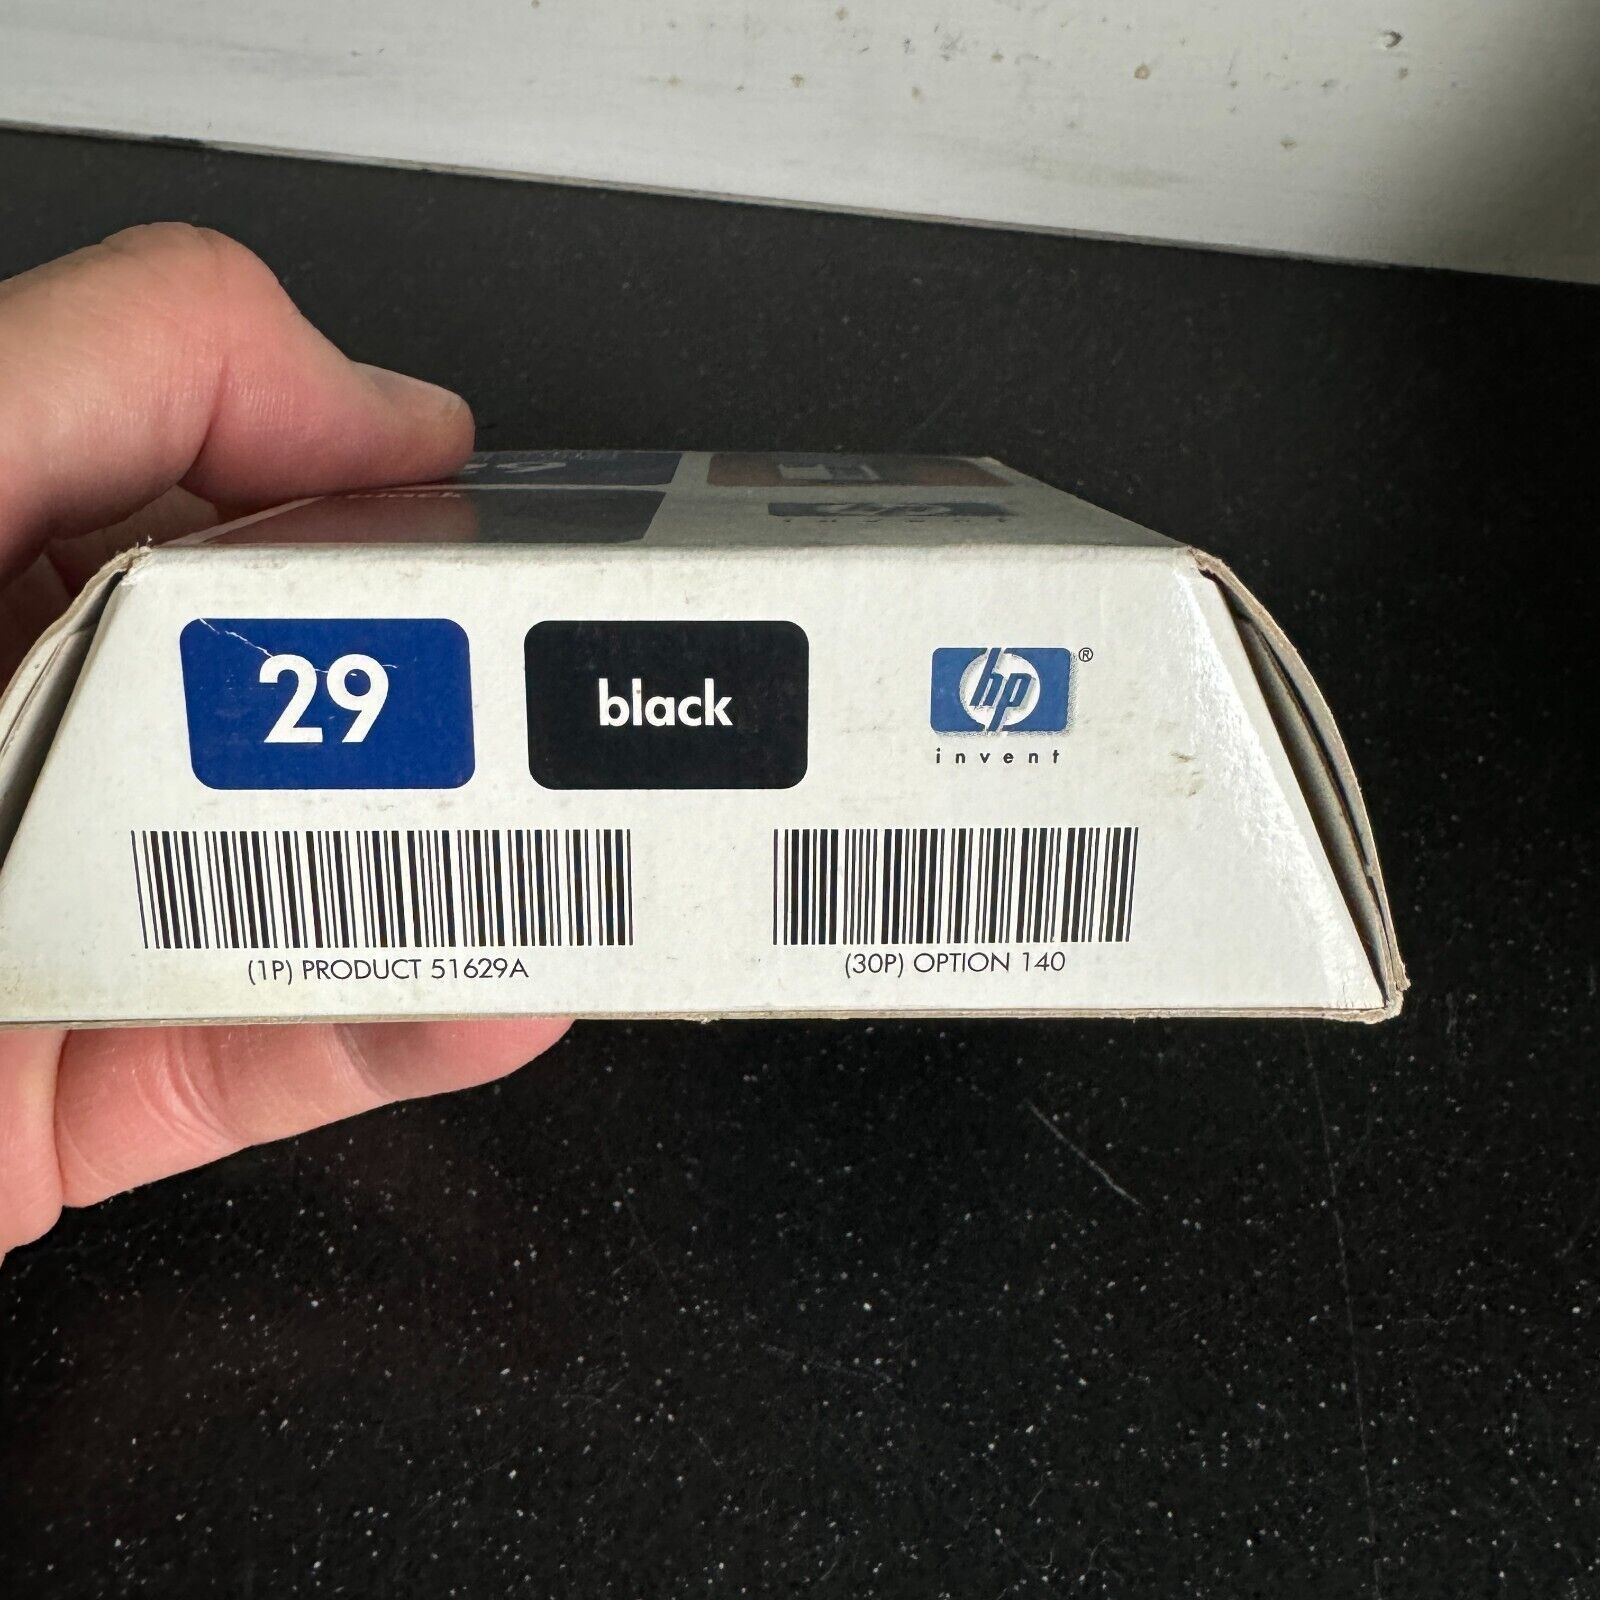 29
black
hp ®
invent
(1P) PRODUCT 51629A
(30P) OPTION 140